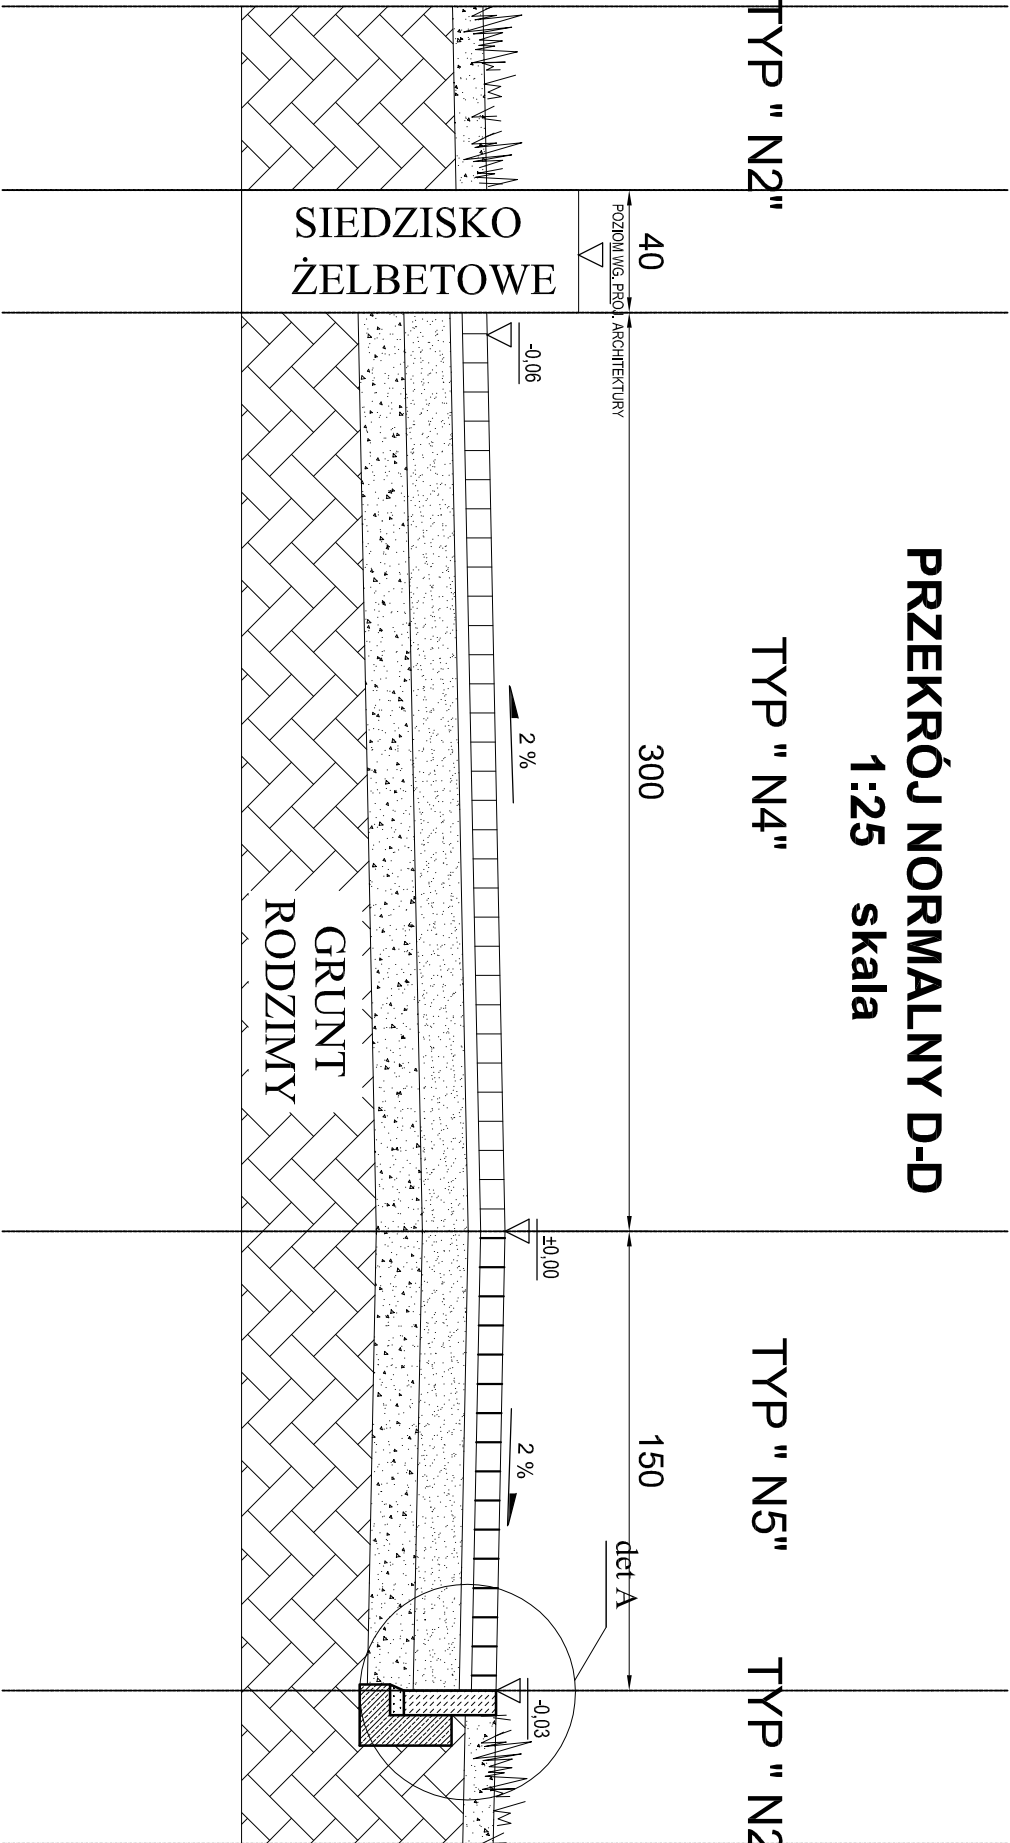 PRZEKRÓJ NORMALNY D-D
1:25 skala
TYP " N2"
TYP " N4"
TYP " N5"
TYP " N2
40
300
150
POZIOM WG. PROJ. ARCHITEKTURY
-0,06
±0,00
-0,03
2 %
2 %
det A
SIEDZISKO
ŻELBETOWE
GRUNT
RODZIMY